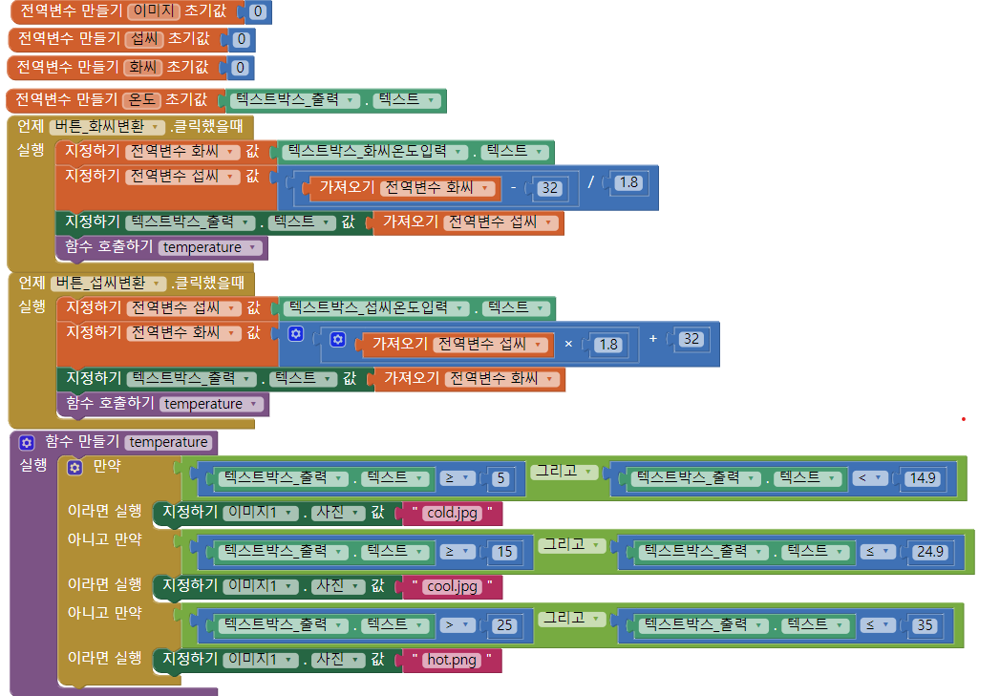 전역변수 만들기 이미지 초기값 0
전역변수 만들기 섭씨 초기값 0
전역변수 만들기 화씨 초기값 0
전역변수 만들기 온도 초기값 텍스트박스_출력 . 텍스트
언제 버튼_화씨변환 .클릭했을때
실행 지정하기 전역변수 화씨 값 텍스트박스_화씨온도입력 . 텍스트
지정하기 전역변수 섭씨 값 가져오기 전역변수 화씨 - 32 / 1.8
지정하기 텍스트박스_출력 . 텍스트 값 가져오기 전역변수 섭씨
함수 호출하기 temperature
언제 버튼_섭씨변환 .클릭했을때
실행 지정하기 전역변수 섭씨 값 텍스트박스_섭씨온도입력 . 텍스트
지정하기 전역변수 화씨 값 가져오기 전역변수 섭씨 × 1.8 + 32
지정하기 텍스트박스_출력 . 텍스트 값 가져오기 전역변수 화씨
함수 호출하기 temperature
함수 만들기 temperature
실행 만약 텍스트박스_출력 . 텍스트 ≥ 5 그리고 텍스트박스_출력 . 텍스트 < 14.9
이라면 실행 지정하기 이미지1 . 사진 값 " cold.jpg "
아니고 만약 텍스트박스_출력 . 텍스트 ≥ 15 그리고 텍스트박스_출력 . 텍스트 ≤ 24.9
이라면 실행 지정하기 이미지1 . 사진 값 " cool.jpg "
아니고 만약 텍스트박스_출력 . 텍스트 > 25 그리고 텍스트박스_출력 . 텍스트 ≤ 35
이라면 실행 지정하기 이미지1 . 사진 값 " hot.png "